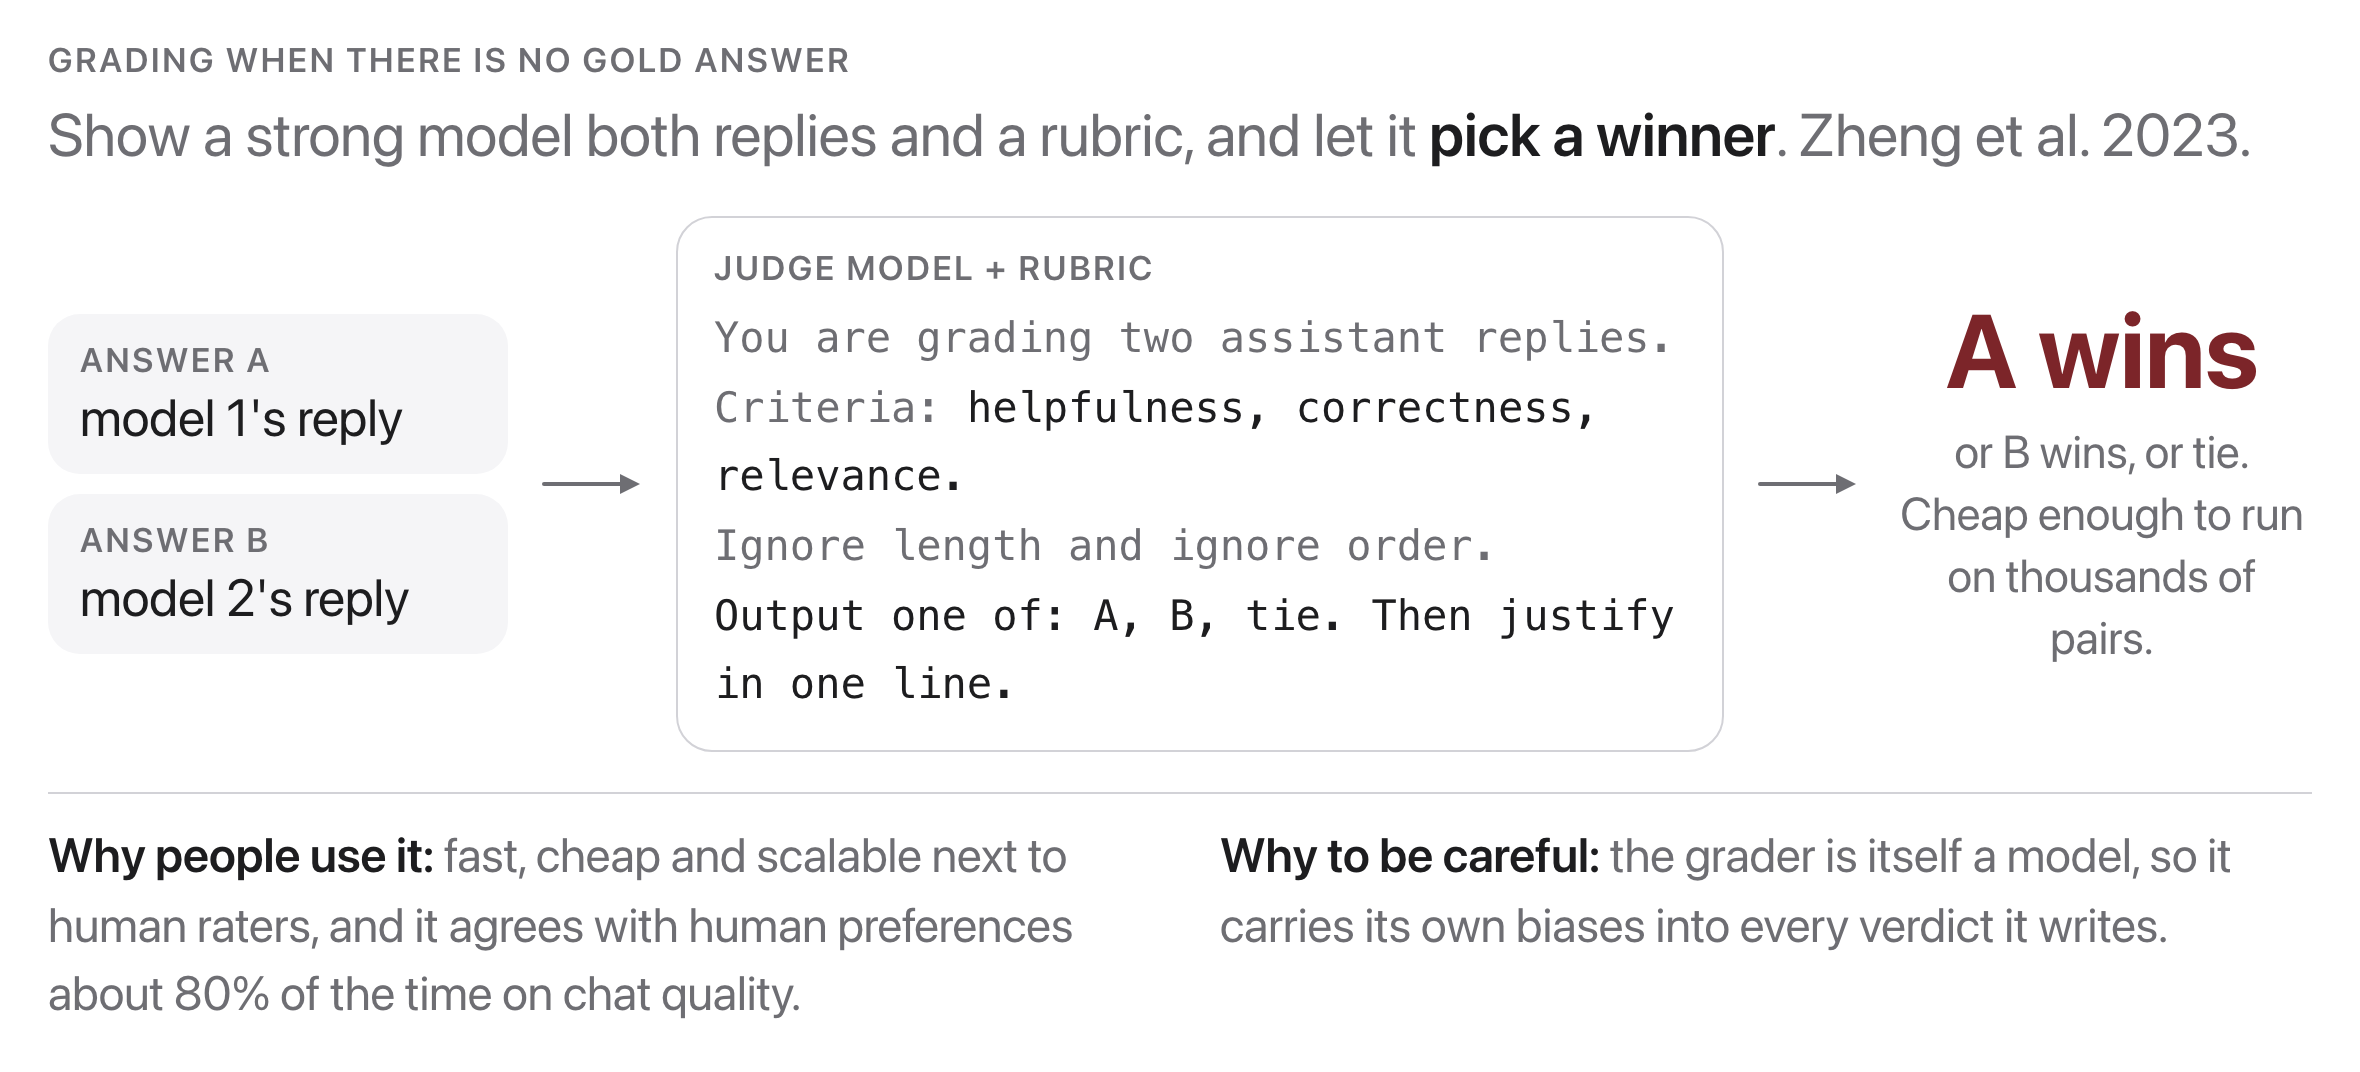 GRADING WHEN THERE IS NO GOLD ANSWER
Show a strong model both replies and a rubric, and let it pick a winner. Zheng et al. 2023.
ANSWER A
model 1's reply
ANSWER B
model 2's reply
JUDGE MODEL + RUBRIC
You are grading two assistant replies.
Criteria: helpfulness, correctness,
relevance.
Ignore length and ignore order.
Output one of: A, B, tie. Then justify
in one line.
A wins
or B wins, or tie.
Cheap enough to run
on thousands of
pairs.
Why people use it: fast, cheap and scalable next to
human raters, and it agrees with human preferences
about 80% of the time on chat quality.
Why to be careful: the grader is itself a model, so it
carries its own biases into every verdict it writes.